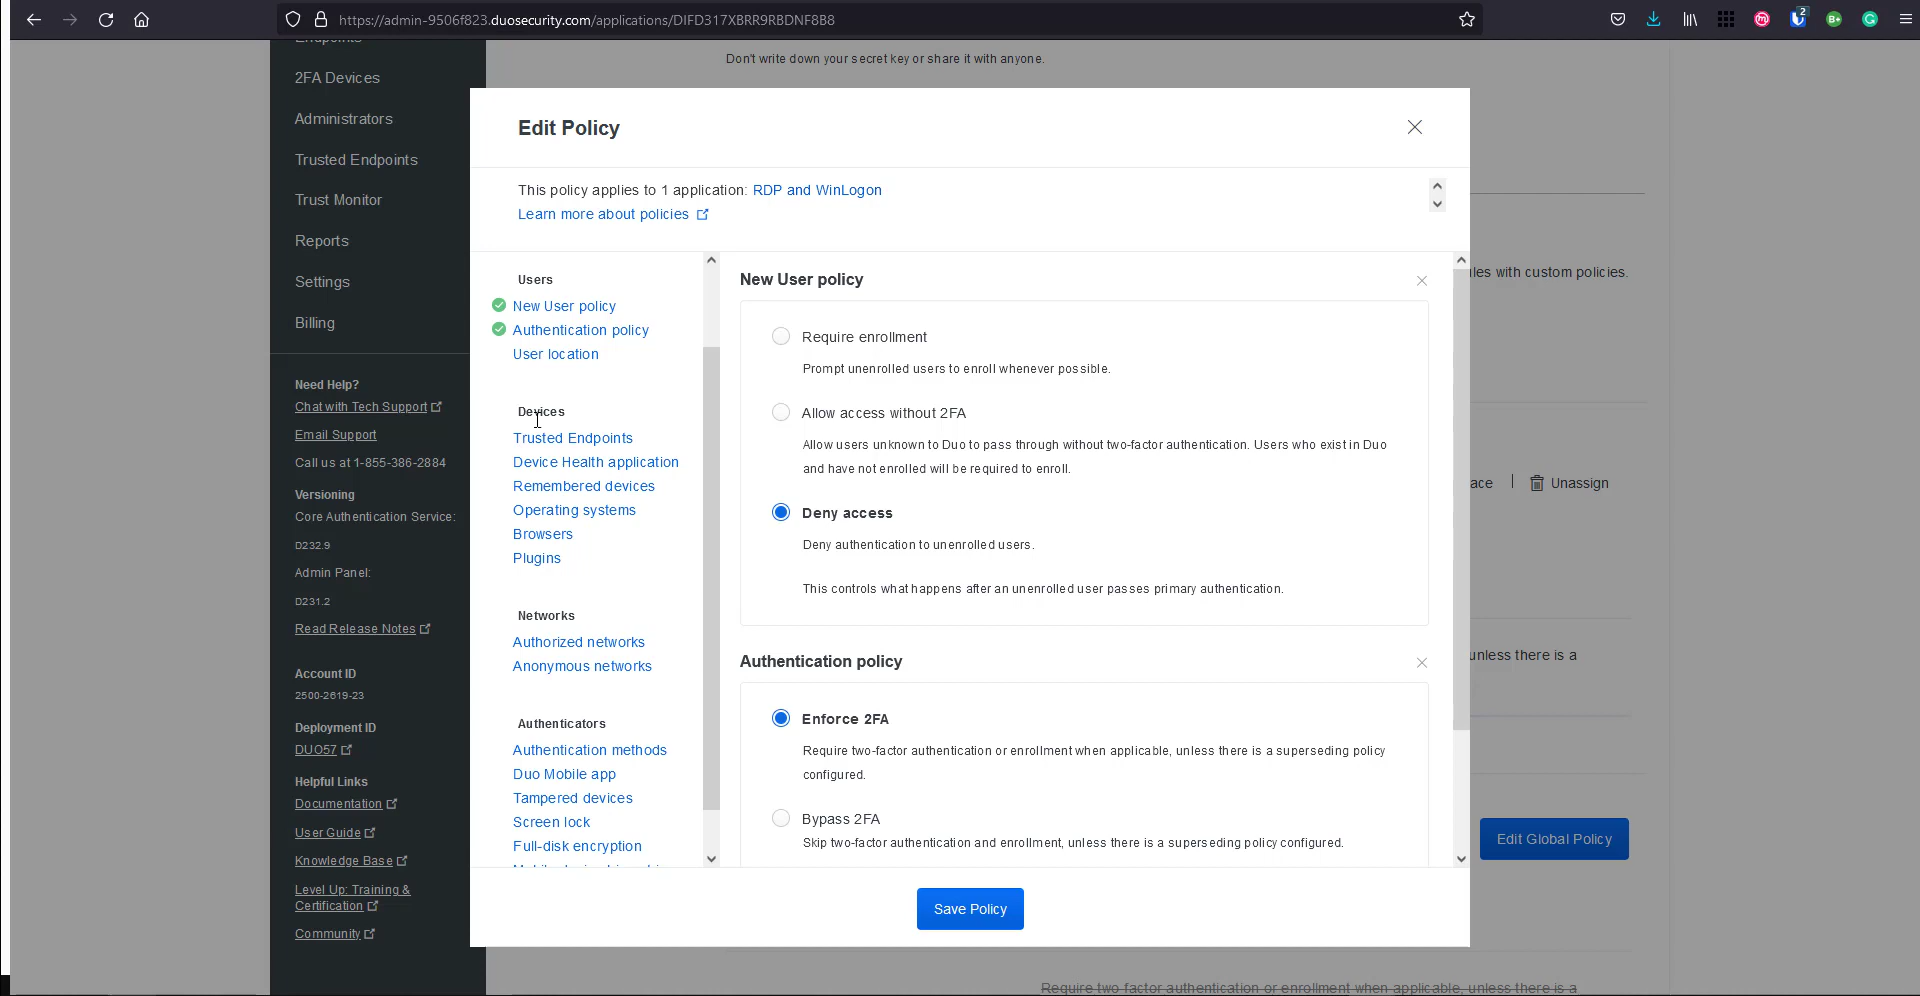 https://admin-9506f823.duosecurity.com/applications/DIFD317XBRR9RBDNF8B8
2
Endpoints
2FA Devices
Administrators
Trusted Endpoints
Trust Monitor
Reports
Settings
Billing
Need Help?
Chat with Tech Support
Email Support
Call us at 1-855-386-2884
Versioning
Core Authentication Service:
D232.9
Admin Panel:
D231.2
Read Release Notes
Account ID
2500-2619-23
Deployment ID
DUO57
Helpful Links
Documentation
User Guide
Knowledge Base
Level Up: Training &
Certification
Community
Don't write down your secret key or share it with anyone.
Edit Policy
This policy applies to 1 application: RDP and WinLogon
Learn more about policies
Users
New User policy
Authentication policy
User location
Devices
Trusted Endpoints
Device Health application
Remembered devices
Operating systems
Browsers
Plugins
Networks
Authorized networks
Anonymous networks
Authenticators
Authentication methods
Duo Mobile app
Tampered devices
Screen lock
Full-disk encryption
New User policy
Require enrollment
Prompt unenrolled users to enroll whenever possible.
Allow access without 2FA
Allow users unknown to Duo to pass through without two-factor authentication. Users who exist in Duo
and have not enrolled will be required to enroll.
Deny access
Deny authentication to unenrolled users.
This controls what happens after an unenrolled user passes primary authentication.
Authentication policy
Enforce 2FA
Require two-factor authentication or enrollment when applicable, unless there is a superseding policy
configured.
Bypass 2FA
Skip two-factor authentication and enrollment, unless there is a superseding policy configured.
Save Policy
les with custom policies.
ace
Unassign
unless there is a
Edit Global Policy
Require two-factor authentication or enrollment when applicable, unless there is a